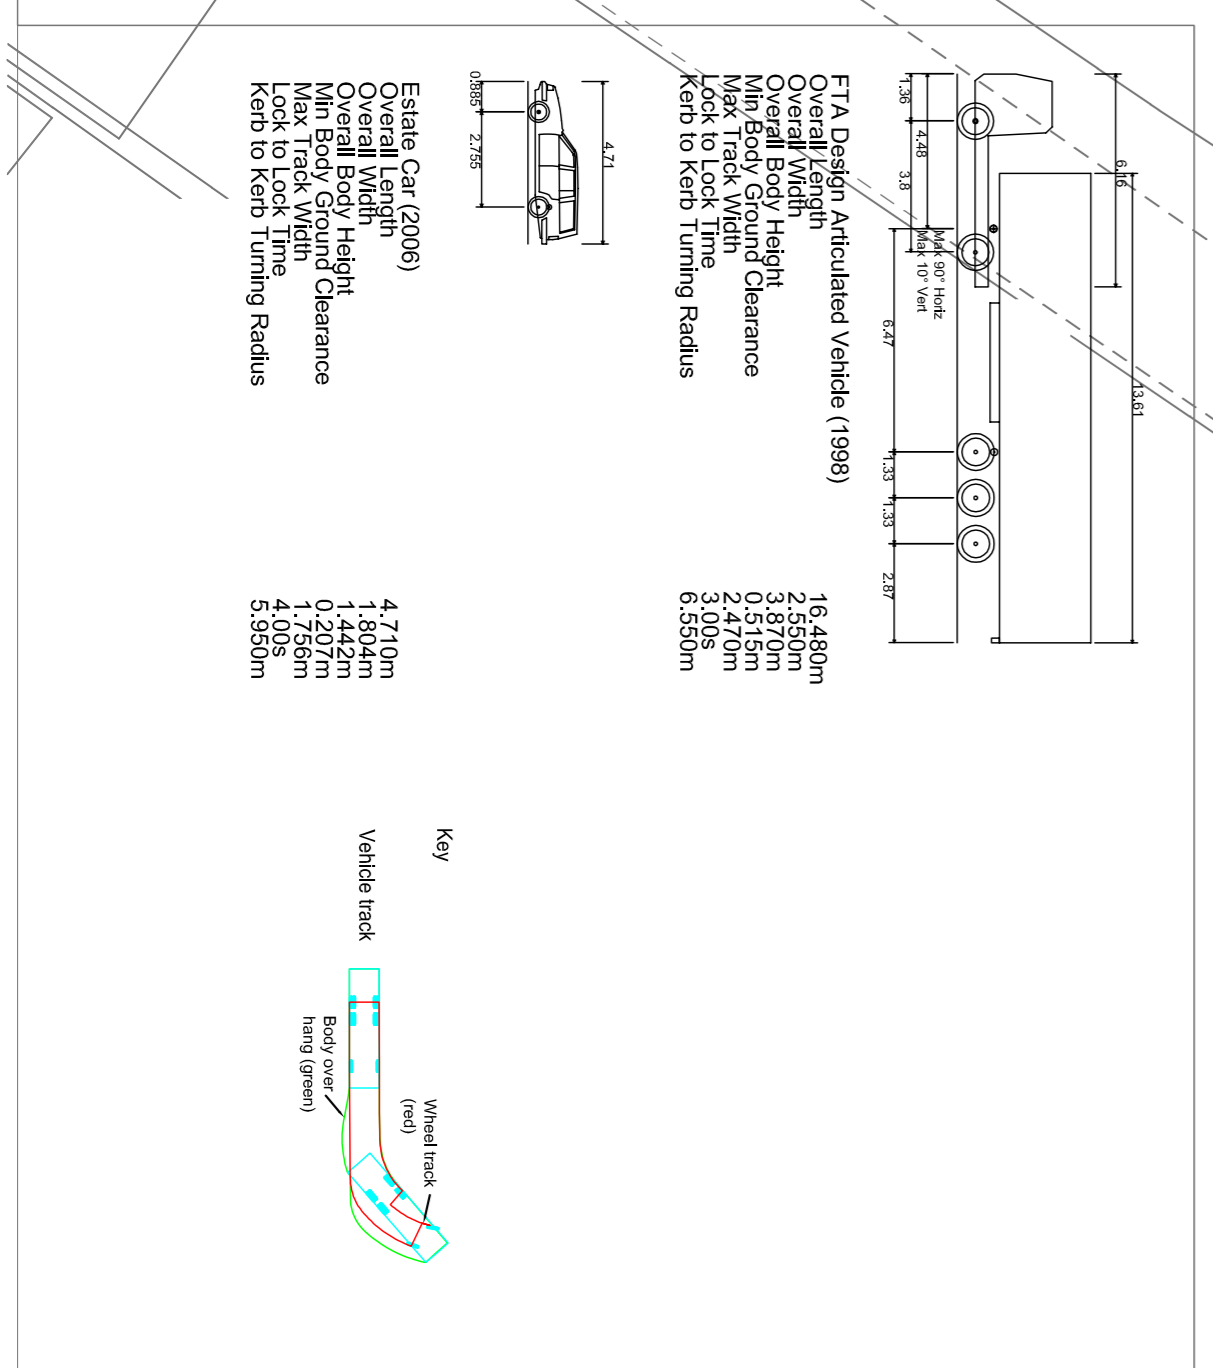 6.16
13.61
1.36
4.48
3.8
Max 90° Horiz
Max 10° Vert
6.47
1.33
1.33
2.87
FTA Design Articulated Vehicle (1998)
Overall Length 16.480m
Overall Width 2.550m
Overall Body Height 3.870m
Min Body Ground Clearance 0.515m
Max Track Width 2.470m
Lock to Lock Time 3.00s
Kerb to Kerb Turning Radius 6.550m
4.71
0.885
2.755
Estate Car (2006)
Overall Length 4.710m
Overall Width 1.804m
Overall Body Height 1.442m
Min Body Ground Clearance 0.207m
Max Track Width 1.756m
Lock to Lock Time 4.00s
Kerb to Kerb Turning Radius 5.950m
Key
Vehicle track
Wheel track
(red)
Body over
hang (green)